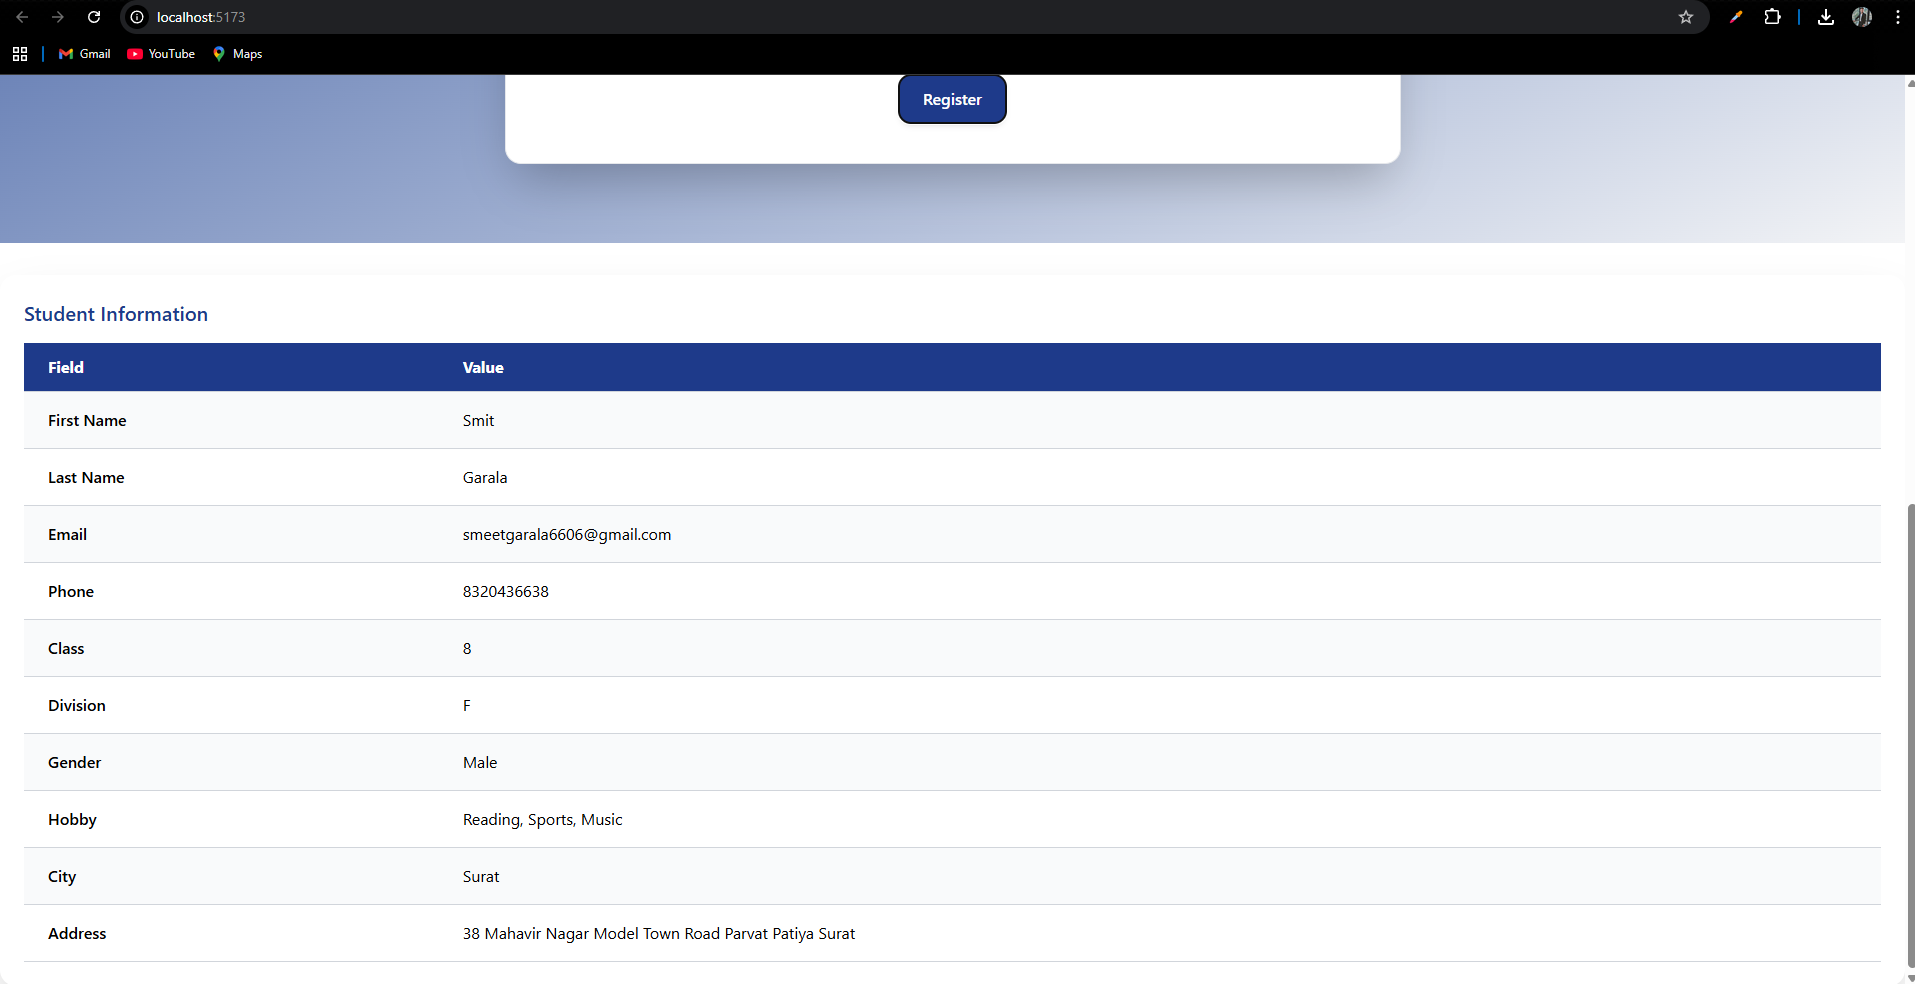 localhost:5173
Gmail YouTube Maps
Register
Student Information
Field Value
First Name Smit
Last Name Garala
Email smeetgarala6606@gmail.com
Phone 8320436638
Class 8
Division F
Gender Male
Hobby Reading, Sports, Music
City Surat
Address 38 Mahavir Nagar Model Town Road Parvat Patiya Surat